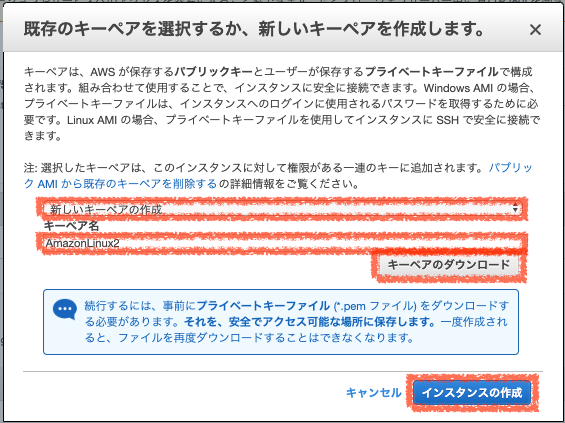 既存のキーペアを選択するか、新しいキーペアを作成します。
キーペアは、AWS が保存するパブリックキーとユーザーが保存するプライベートキーファイルで構成
されます。組み合わせて使用することで、インスタンスに安全に接続できます。Windows AMI の場合、
プライベートキーファイルは、インスタンスへのログインに使用されるパスワードを取得するために必
要です。Linux AMI の場合、プライベートキーファイルを使用してインスタンスに SSH で安全に接続でき
ます。
注: 選択したキーペアは、このインスタンスに対して権限がある一連のキーに追加されます。パブリッ
ク AMI から既存のキーペアを削除するの詳細情報をご覧ください。
新しいキーペアの作成
キーペア名
AmazonLinux2
キーペアのダウンロード
続行するには、事前にプライベートキーファイル (*.pem ファイル) をダウンロードす
る必要があります。それを、安全でアクセス可能な場所に保存します。一度作成され
ると、ファイルを再度ダウンロードすることはできなくなります。
キャンセル
インスタンスの作成